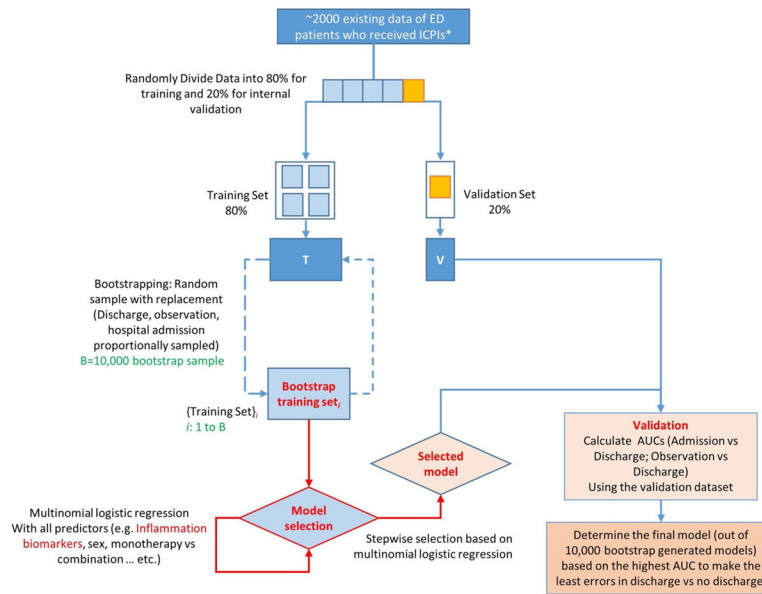 ~2000 existing data of ED
patients who received ICPIs*
Randomly Divide Data into 80% for
training and 20% for internal
validation
Training Set
80%
Validation Set
20%
T
V
Bootstrapping: Random
sample with replacement
(Discharge, observation,
hospital admission
proportionally sampled)
B=10,000 bootstrap sample
Bootstrap
training set,i
{Training Set}i
i: 1 to B
Selected
model
Validation
Calculate AUCs (Admission vs
Discharge; Observation vs
Discharge)
Using the validation dataset
Multinomial logistic regression
With all predictors (e.g. Inflammation
biomarkers, sex, monotherapy vs
combination ... etc.)
Model
selection
Stepwise selection based on
multinomial logistic regression
Determine the final model (out of
10,000 bootstrap generated models)
based on the highest AUC to make the
least errors in discharge vs no discharge